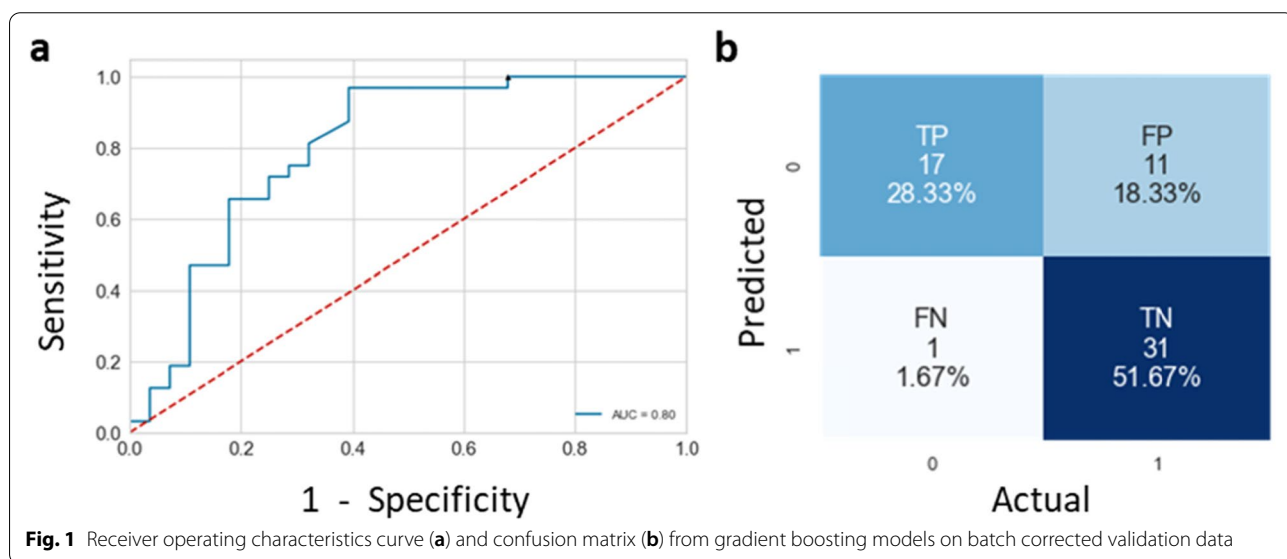 a
1.0
0.8
0.6
0.4
0.2
0.0
Sensitivity
0.0 0.2 0.4 0.6 0.8 1.0
1 - Specificity
AUC = 0.80
b
Predicted
0
1
TP
17
28.33%
FP
11
18.33%
FN
1
1.67%
TN
31
51.67%
0 1
Actual
Fig. 1 Receiver operating characteristics curve (a) and confusion matrix (b) from gradient boosting models on batch corrected validation data